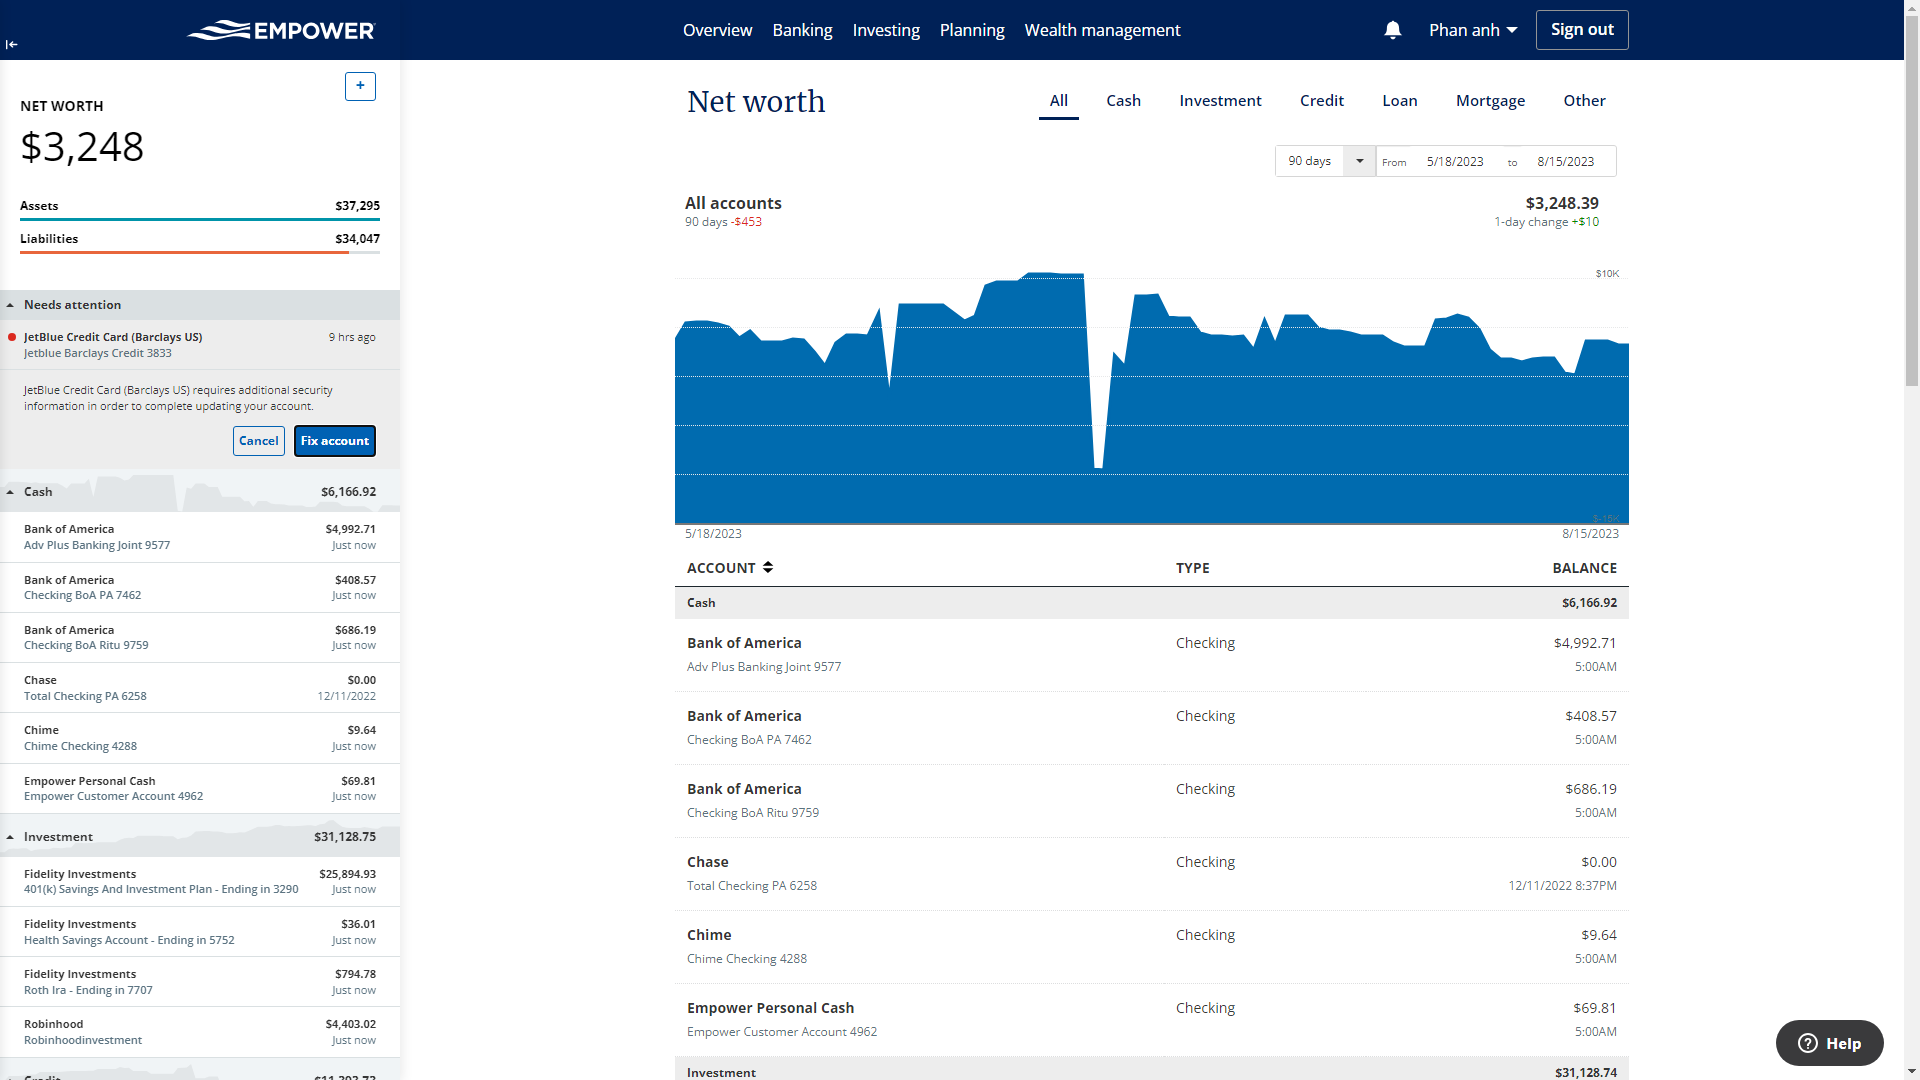 EMPOWER
Overview Banking Investing Planning Wealth management
Phan anh Sign out
+
NET WORTH
$3,248
Assets $37,295
Liabilities $34,047
Needs attention
JetBlue Credit Card (Barclays US) 9 hrs ago
Jetblue Barclays Credit 3833
JetBlue Credit Card (Barclays US) requires additional security
information in order to complete updating your account.
Cancel Fix account
Cash $6,166.92
Bank of America $4,992.71
Adv Plus Banking Joint 9577 Just now
Bank of America $408.57
Checking BoA PA 7462 Just now
Bank of America $686.19
Checking BoA Ritu 9759 Just now
Chase $0.00
Total Checking PA 6258 12/11/2022
Chime $9.64
Chime Checking 4288 Just now
Empower Personal Cash $69.81
Empower Customer Account 4962 Just now
Investment $31,128.75
Fidelity Investments $25,894.93
401(k) Savings And Investment Plan - Ending in 3290 Just now
Fidelity Investments $36.01
Health Savings Account - Ending in 5752 Just now
Fidelity Investments $794.78
Roth Ira - Ending in 7707 Just now
Robinhood $4,403.02
Robinhoodinvestment Just now
Net worth
All Cash Investment Credit Loan Mortgage Other
90 days From 5/18/2023 to 8/15/2023
All accounts $3,248.39
90 days -$453 1-day change +$10
$10K
$-15K
5/18/2023 8/15/2023
ACCOUNT TYPE BALANCE
Cash $6,166.92
Bank of America Checking $4,992.71
Adv Plus Banking Joint 9577 5:00AM
Bank of America Checking $408.57
Checking BoA PA 7462 5:00AM
Bank of America Checking $686.19
Checking BoA Ritu 9759 5:00AM
Chase Checking $0.00
Total Checking PA 6258 12/11/2022 8:37PM
Chime Checking $9.64
Chime Checking 4288 5:00AM
Empower Personal Cash Checking $69.81
Empower Customer Account 4962 5:00AM
Investment $31,128.74
Help